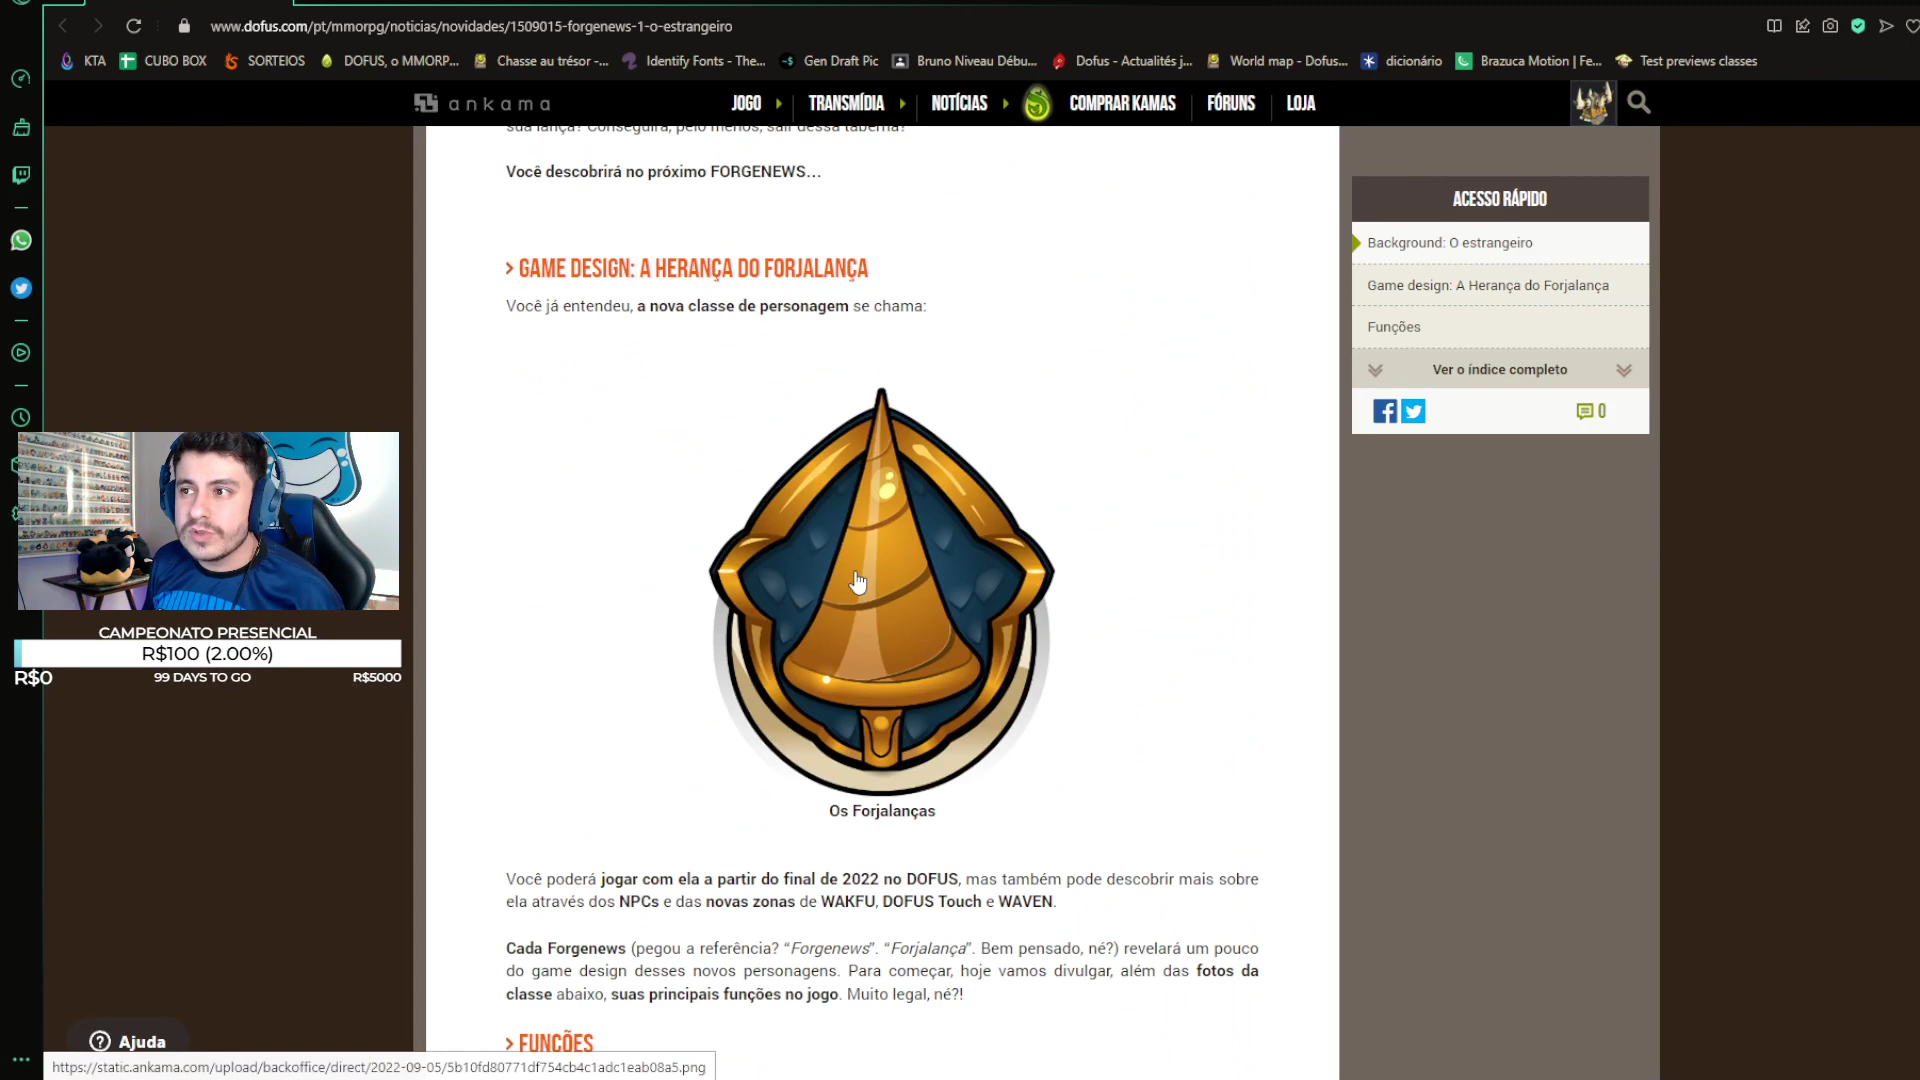 www.dofus.com/pt/mmorpg/noticias/novidades/1509015-forgenews-1-o-estrangeiro
KTA CUBO BOX SORTEIOS DOFUS, o MMORP... Chasse au trésor -... Identify Fonts - The... Gen Draft Pic Bruno Niveau Débu... Dofus - Actualités j... World map - Dofus... dicionário Brazuca Motion | Fe... Test previews classes
ankama JOGO TRANSMÍDIA NOTÍCIAS COMPRAR KAMAS FÓRUNS LOJA
sua lança? Conseguirá, pelo menos, sair dessa taberna?
Você descobrirá no próximo FORGENEWS...
GAME DESIGN: A HERANÇA DO FORJALANÇA
Você já entendeu, a nova classe de personagem se chama:
Os Forjalanças
Você poderá jogar com ela a partir do final de 2022 no DOFUS, mas também pode descobrir mais sobre
ela através dos NPCs e das novas zonas de WAKFU, DOFUS Touch e WAVEN.
Cada Forgenews (pegou a referência? “Forgenews”. “Forjalança”. Bem pensado, né?) revelará um pouco
do game design desses novos personagens. Para começar, hoje vamos divulgar, além das fotos da
classe abaixo, suas principais funções no jogo. Muito legal, né?!
FUNÇÕES
ACESSO RÁPIDO
Background: O estrangeiro
Game design: A Herança do Forjalança
Funções
Ver o índice completo
0
CAMPEONATO PRESENCIAL
R$100 (2.00%)
R$0 99 DAYS TO GO R$5000
Ajuda
https://static.ankama.com/upload/backoffice/direct/2022-09-05/5b10fd80771df754cb4c1adc1eab08a5.png